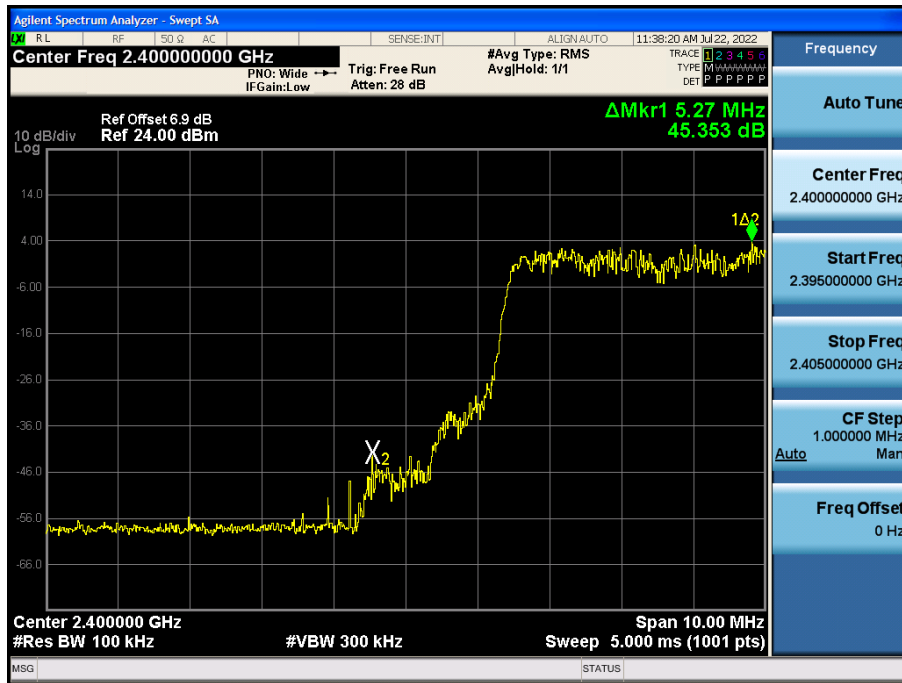 Agilent Spectrum Analyzer - Swept SA
LXI RL RF 50 Ω AC SENSE:INT ALIGN AUTO 11:38:20 AM Jul 22, 2022
Center Freq 2.400000000 GHz
PNO: Wide
IFGain:Low
Trig: Free Run
Atten: 28 dB
#Avg Type: RMS
Avg|Hold: 1/1
TRACE 1 2 3 4 5 6
TYPE MWWWWW
DET P P P P P P
Frequency
Auto Tune
Center Freq
2.400000000 GHz
Start Freq
2.395000000 GHz
Stop Freq
2.405000000 GHz
CF Step
1.000000 MHz
Auto Man
Freq Offset
0 Hz
ΔMkr1 5.27 MHz
45.353 dB
Ref Offset 6.9 dB
10 dB/div Ref 24.00 dBm
Log
14.0
4.00
-6.00
-16.0
-26.0
-36.0
-46.0
-56.0
-66.0
1Δ2
X2
Center 2.400000 GHz Span 10.00 MHz
#Res BW 100 kHz #VBW 300 kHz Sweep 5.000 ms (1001 pts)
MSG STATUS